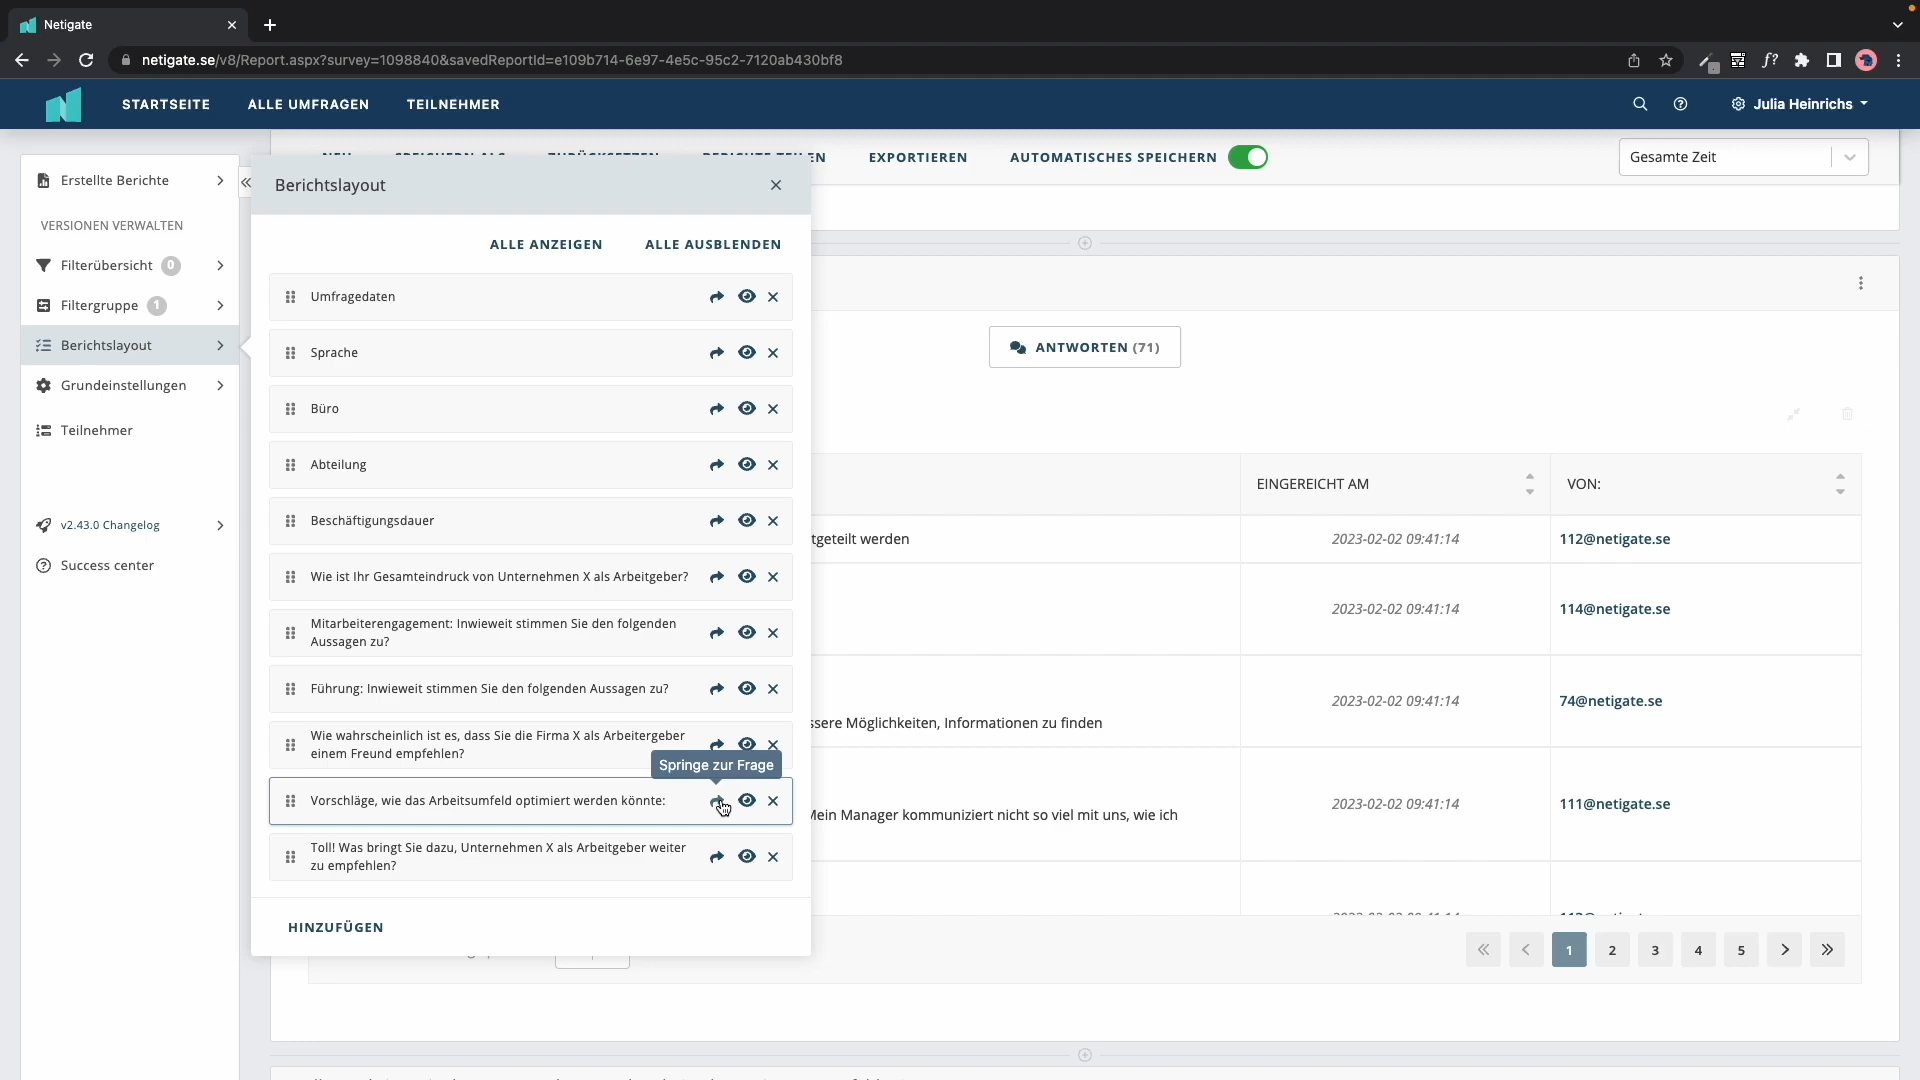 Netigate
netigate.se/v8/Report.aspx?survey=1098840&savedReportId=e109b714-6e97-4e5c-95c2-7120ab430bf8
STARTSEITE
ALLE UMFRAGEN
TEILNEHMER
Julia Heinrichs
EXPORTIEREN
AUTOMATISCHES SPEICHERN
Gesamte Zeit
Erstellte Berichte
VERSIONEN VERWALTEN
Filterübersicht 0
Filtergruppe 1
Berichtslayout
Grundeinstellungen
Teilnehmer
v2.43.0 Changelog
Success center
Berichtslayout
ALLE ANZEIGEN
ALLE AUSBLENDEN
Umfragedaten
Sprache
Büro
Abteilung
Beschäftigungsdauer
Wie ist Ihr Gesamteindruck von Unternehmen X als Arbeitgeber?
Mitarbeiterengagement: Inwieweit stimmen Sie den folgenden
Aussagen zu?
Führung: Inwieweit stimmen Sie den folgenden Aussagen zu?
Wie wahrscheinlich ist es, dass Sie die Firma X als Arbeitergeber
einem Freund empfehlen?
Springe zur Frage
Vorschläge, wie das Arbeitsumfeld optimiert werden könnte:
Toll! Was bringt Sie dazu, Unternehmen X als Arbeitgeber weiter
zu empfehlen?
HINZUFÜGEN
ANTWORTEN (71)
EINGEREICHT AM
VON:
tgeteilt werden
2023-02-02 09:41:14
112@netigate.se
2023-02-02 09:41:14
114@netigate.se
ssere Möglichkeiten, Informationen zu finden
2023-02-02 09:41:14
74@netigate.se
Mein Manager kommuniziert nicht so viel mit uns, wie ich
2023-02-02 09:41:14
111@netigate.se
1 2 3 4 5